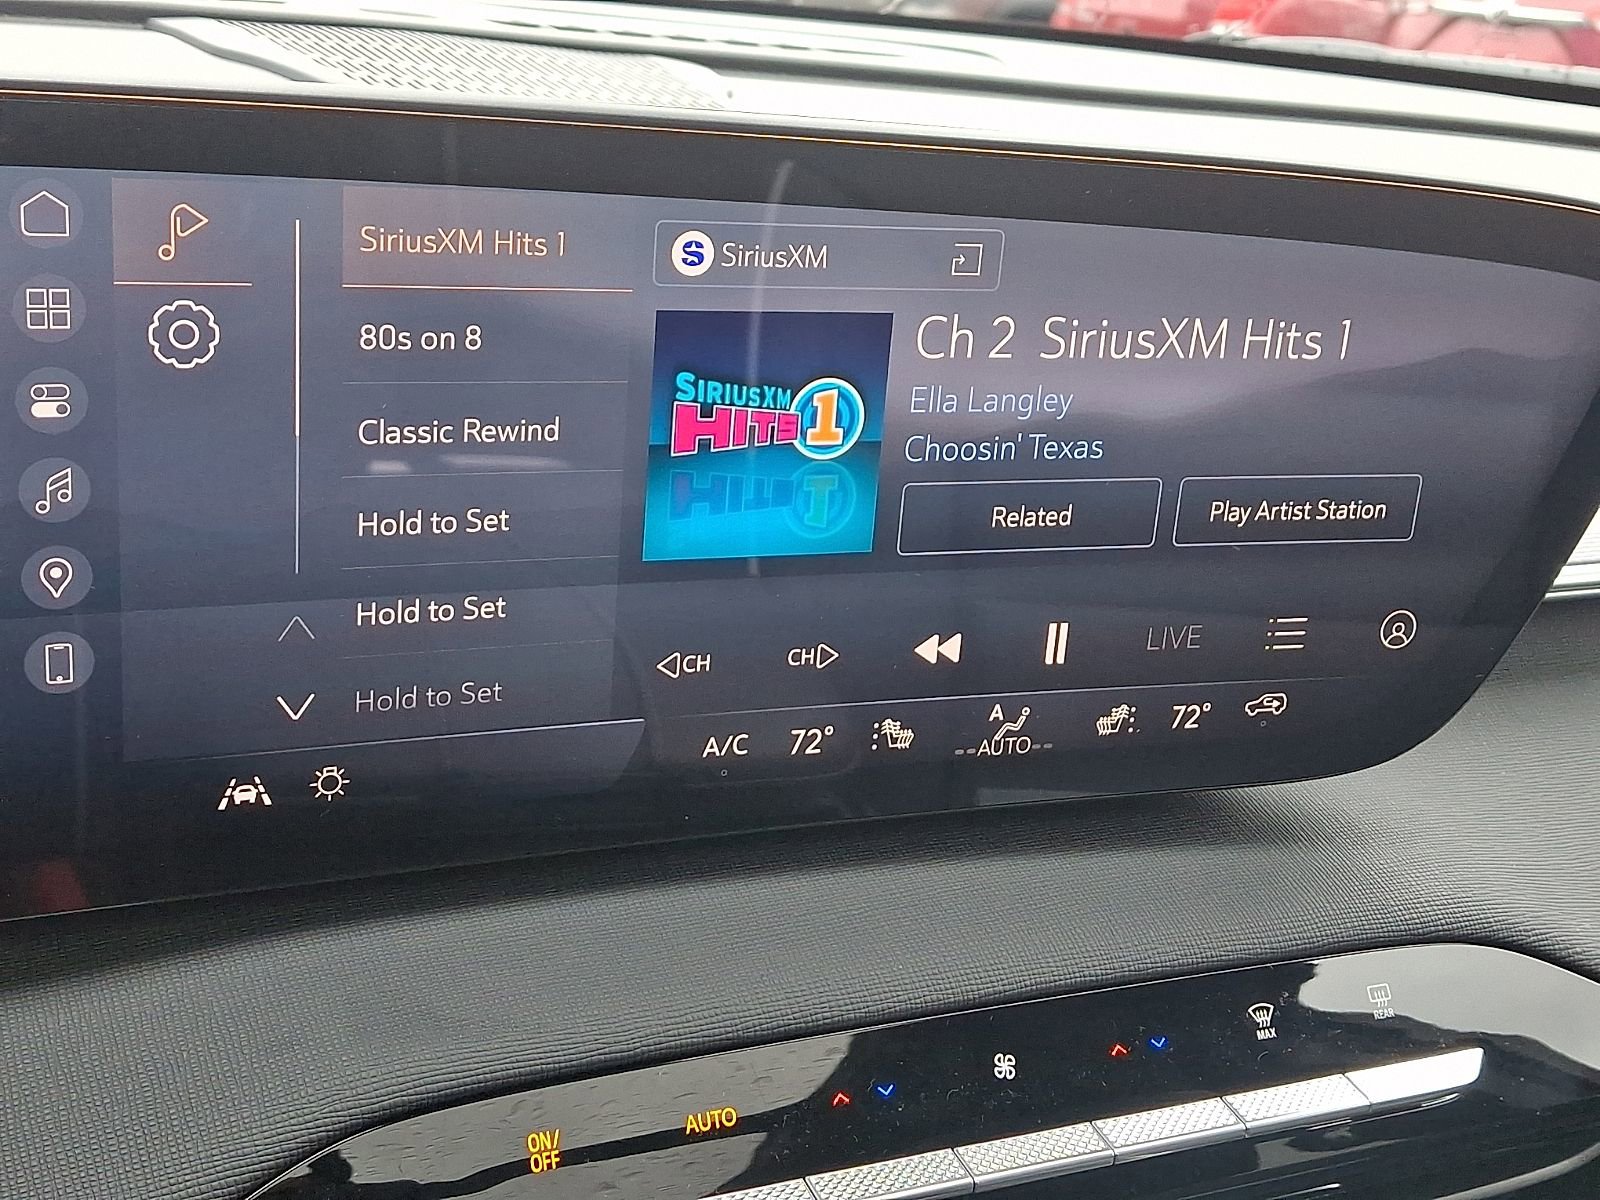 SiriusXM Hits 1
80s on 8
Classic Rewind
Hold to Set
Hold to Set
Hold to Set
SiriusXM
SIRIUSXM
HITS 1
Ch 2 SiriusXM Hits 1
Ella Langley
Choosin' Texas
Related
Play Artist Station
CH
CH
LIVE
A/C
72°
A
AUTO
72°
ON/
OFF
AUTO
MAX
REAR